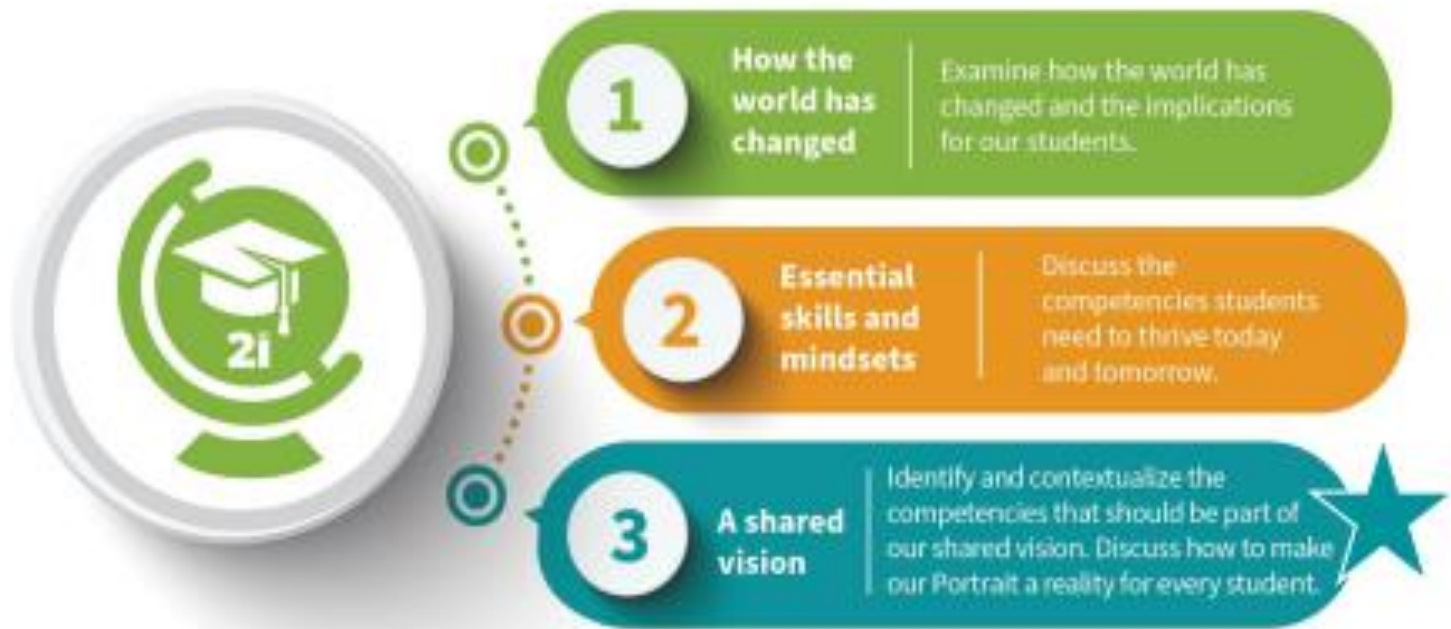 2i
1
How the
world has
changed
Examine how the world has
changed and the implications
for our students.
2
Essential
skills and
mindsets
Discuss the
competencies students
need to thrive today
and tomorrow.
3
A shared
vision
Identify and contextualize the
competencies that should be part of
our shared vision. Discuss how to make
our Portrait a reality for every student.